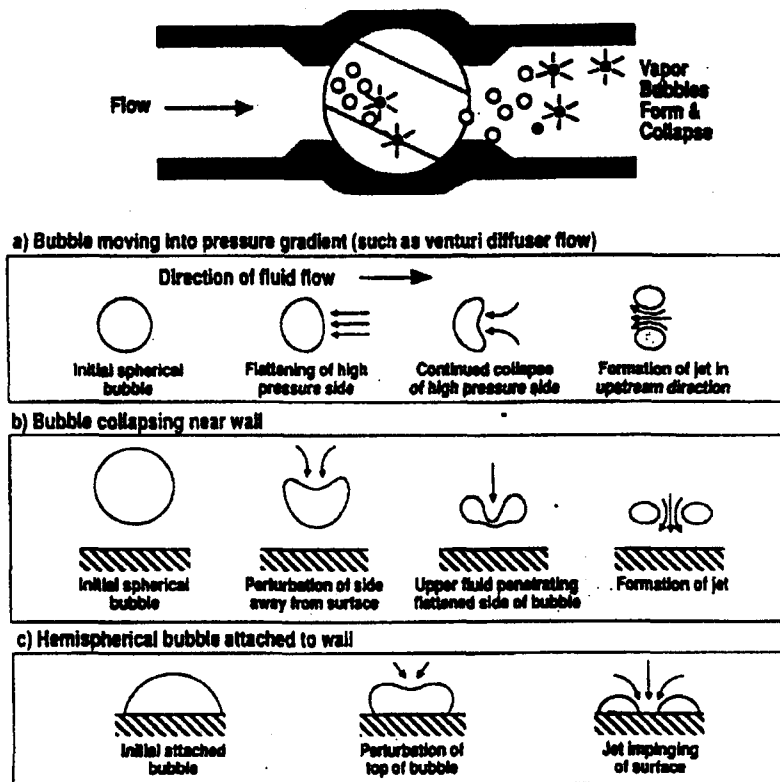 Flow
Vapor
Bubbles
Form &
Collapse
a) Bubble moving into pressure gradient (such as venturi diffuser flow)
Direction of fluid flow
Initial spherical
bubble
Flattening of high
pressure side
Continued collapse
of high pressure side
Formation of jet in
upstream direction
b) Bubble collapsing near wall
Initial spherical
bubble
Perturbation of side
away from surface
Upper fluid penetrating
flattened side of bubble
Formation of jet
c) Hemispherical bubble attached to wall
Initial attached
bubble
Perturbation of
top of bubble
Jet impinging
of surface